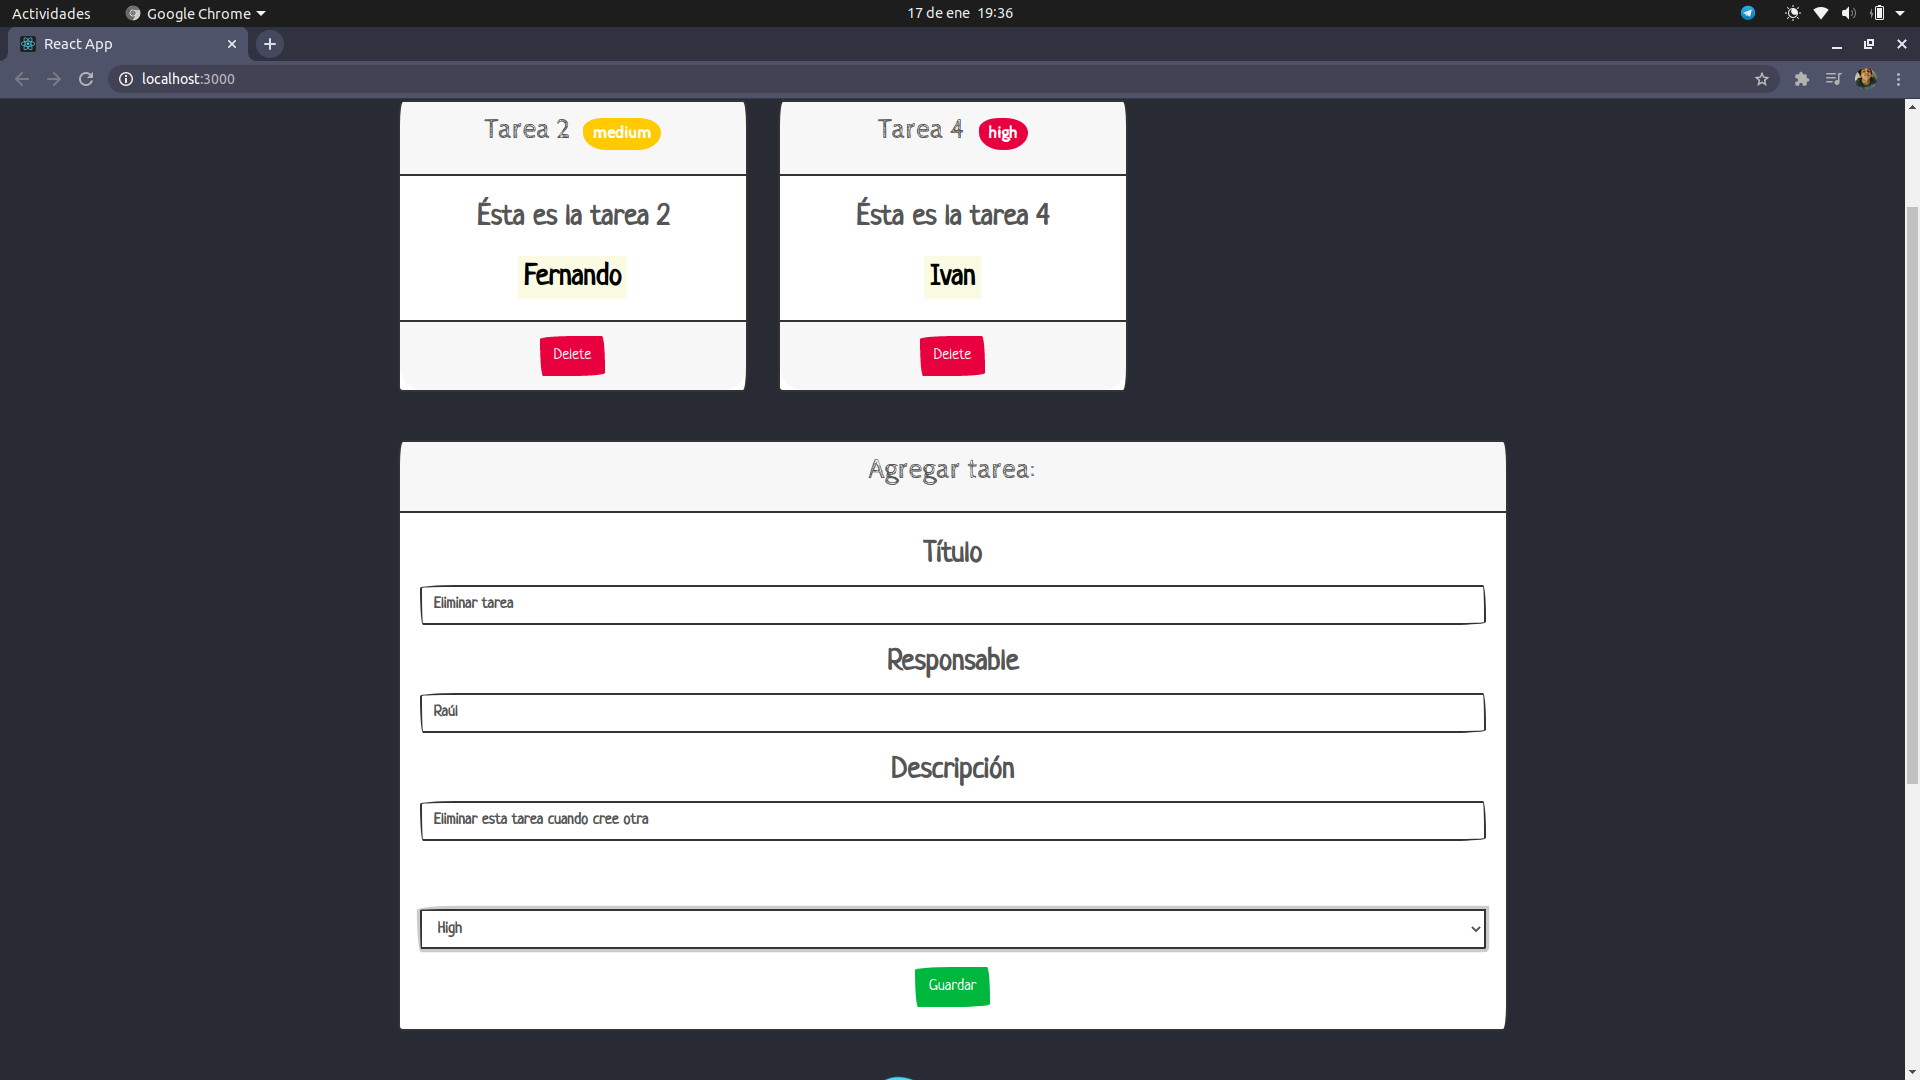 Actividades Google Chrome 17 de ene 19:36
React App
localhost:3000
Tarea 2 medium
Ésta es la tarea 2
Fernando
Delete
Tarea 4 high
Ésta es la tarea 4
Ivan
Delete
Agregar tarea:
Título
Eliminar tarea
Responsable
Raúl
Descripción
Eliminar esta tarea cuando cree otra
High
Guardar